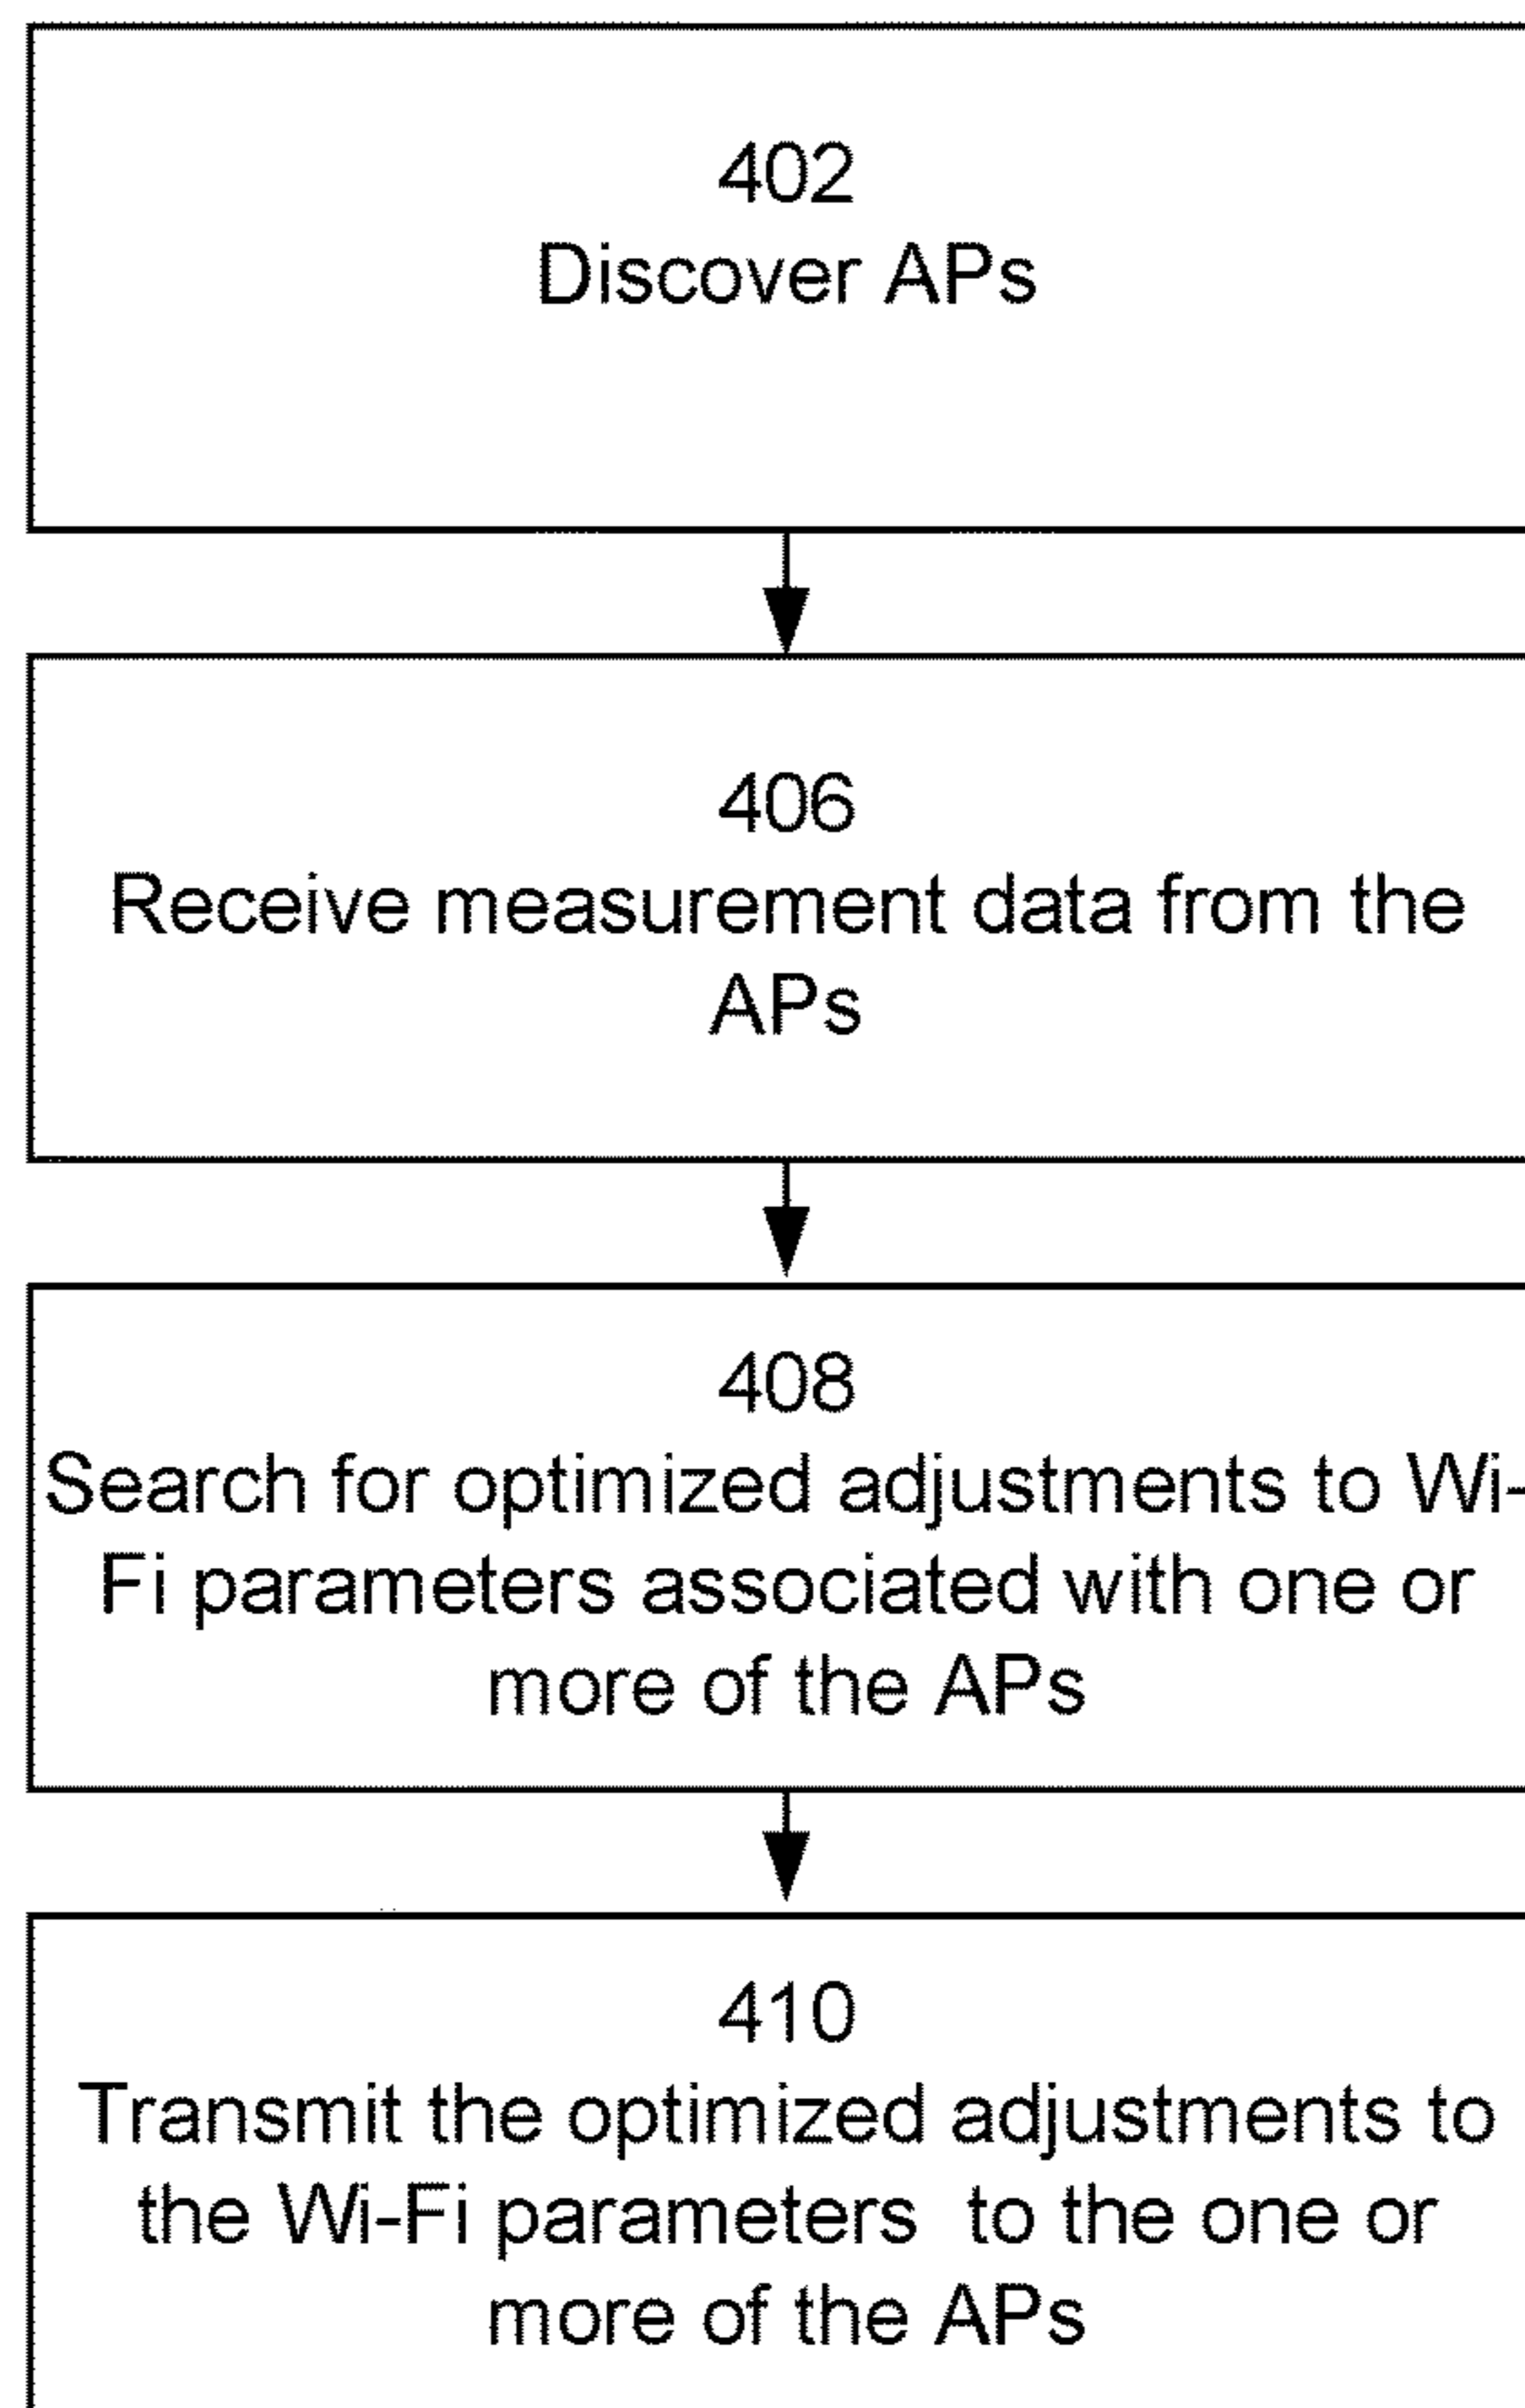 402
Discover APs
406
Receive measurement data from the
APs
408
Search for optimized adjustments to Wi-
Fi parameters associated with one or
more of the APs
410
Transmit the optimized adjustments to
the Wi-Fi parameters  to the one or
more of the APs